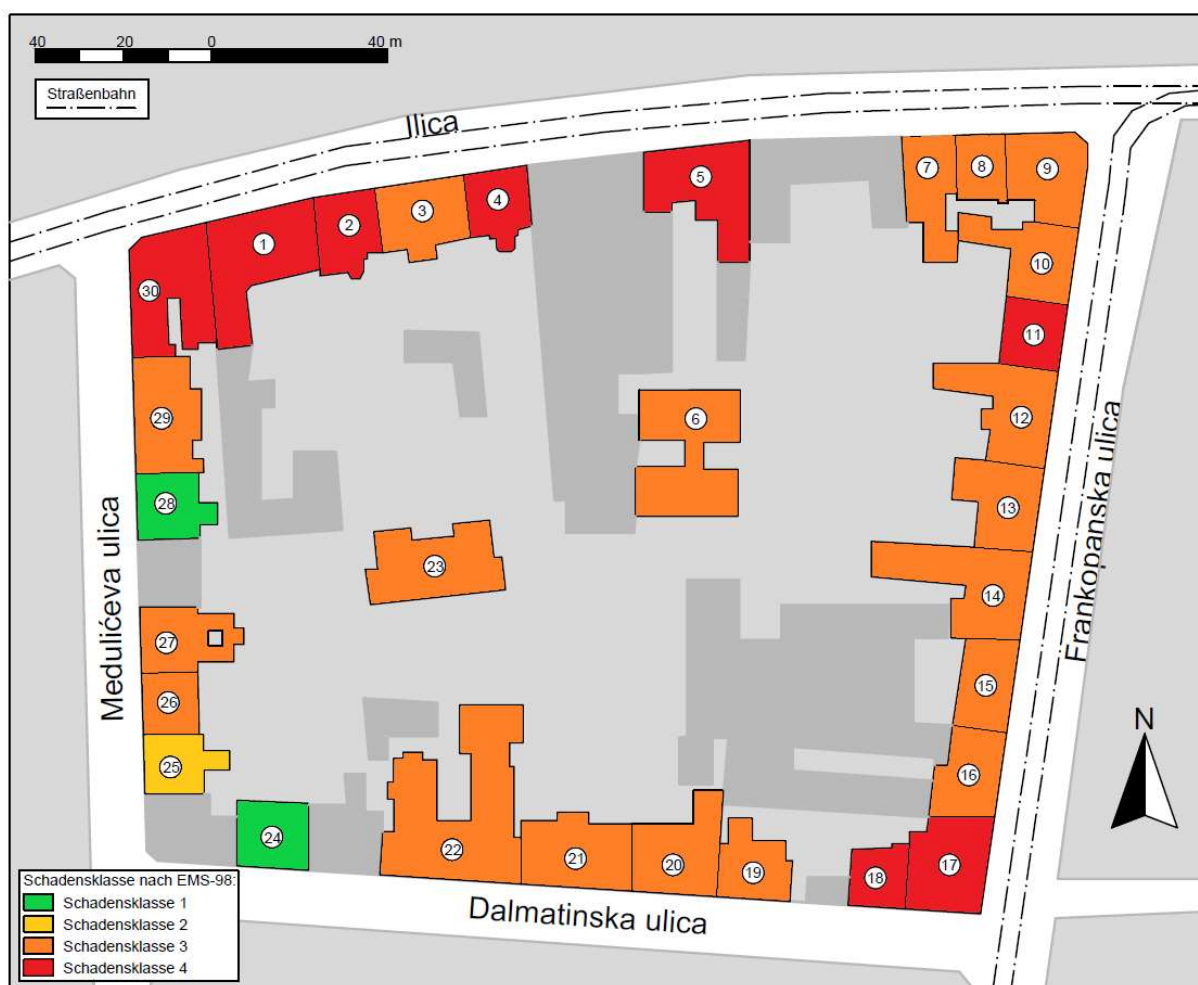 40 20 0 40 m
Straßenbahn
Ilica
7 8 9
5
4
3
2
1
10
30
11
29
6
12
28
13
Medulićeva ulica
Frankopanska ulica
23
14
27
15
26
N
25
16
24
22
21
20
19
18
17
Dalmatinska ulica
Schadensklasse nach EMS-98:
Schadensklasse 1
Schadensklasse 2
Schadensklasse 3
Schadensklasse 4